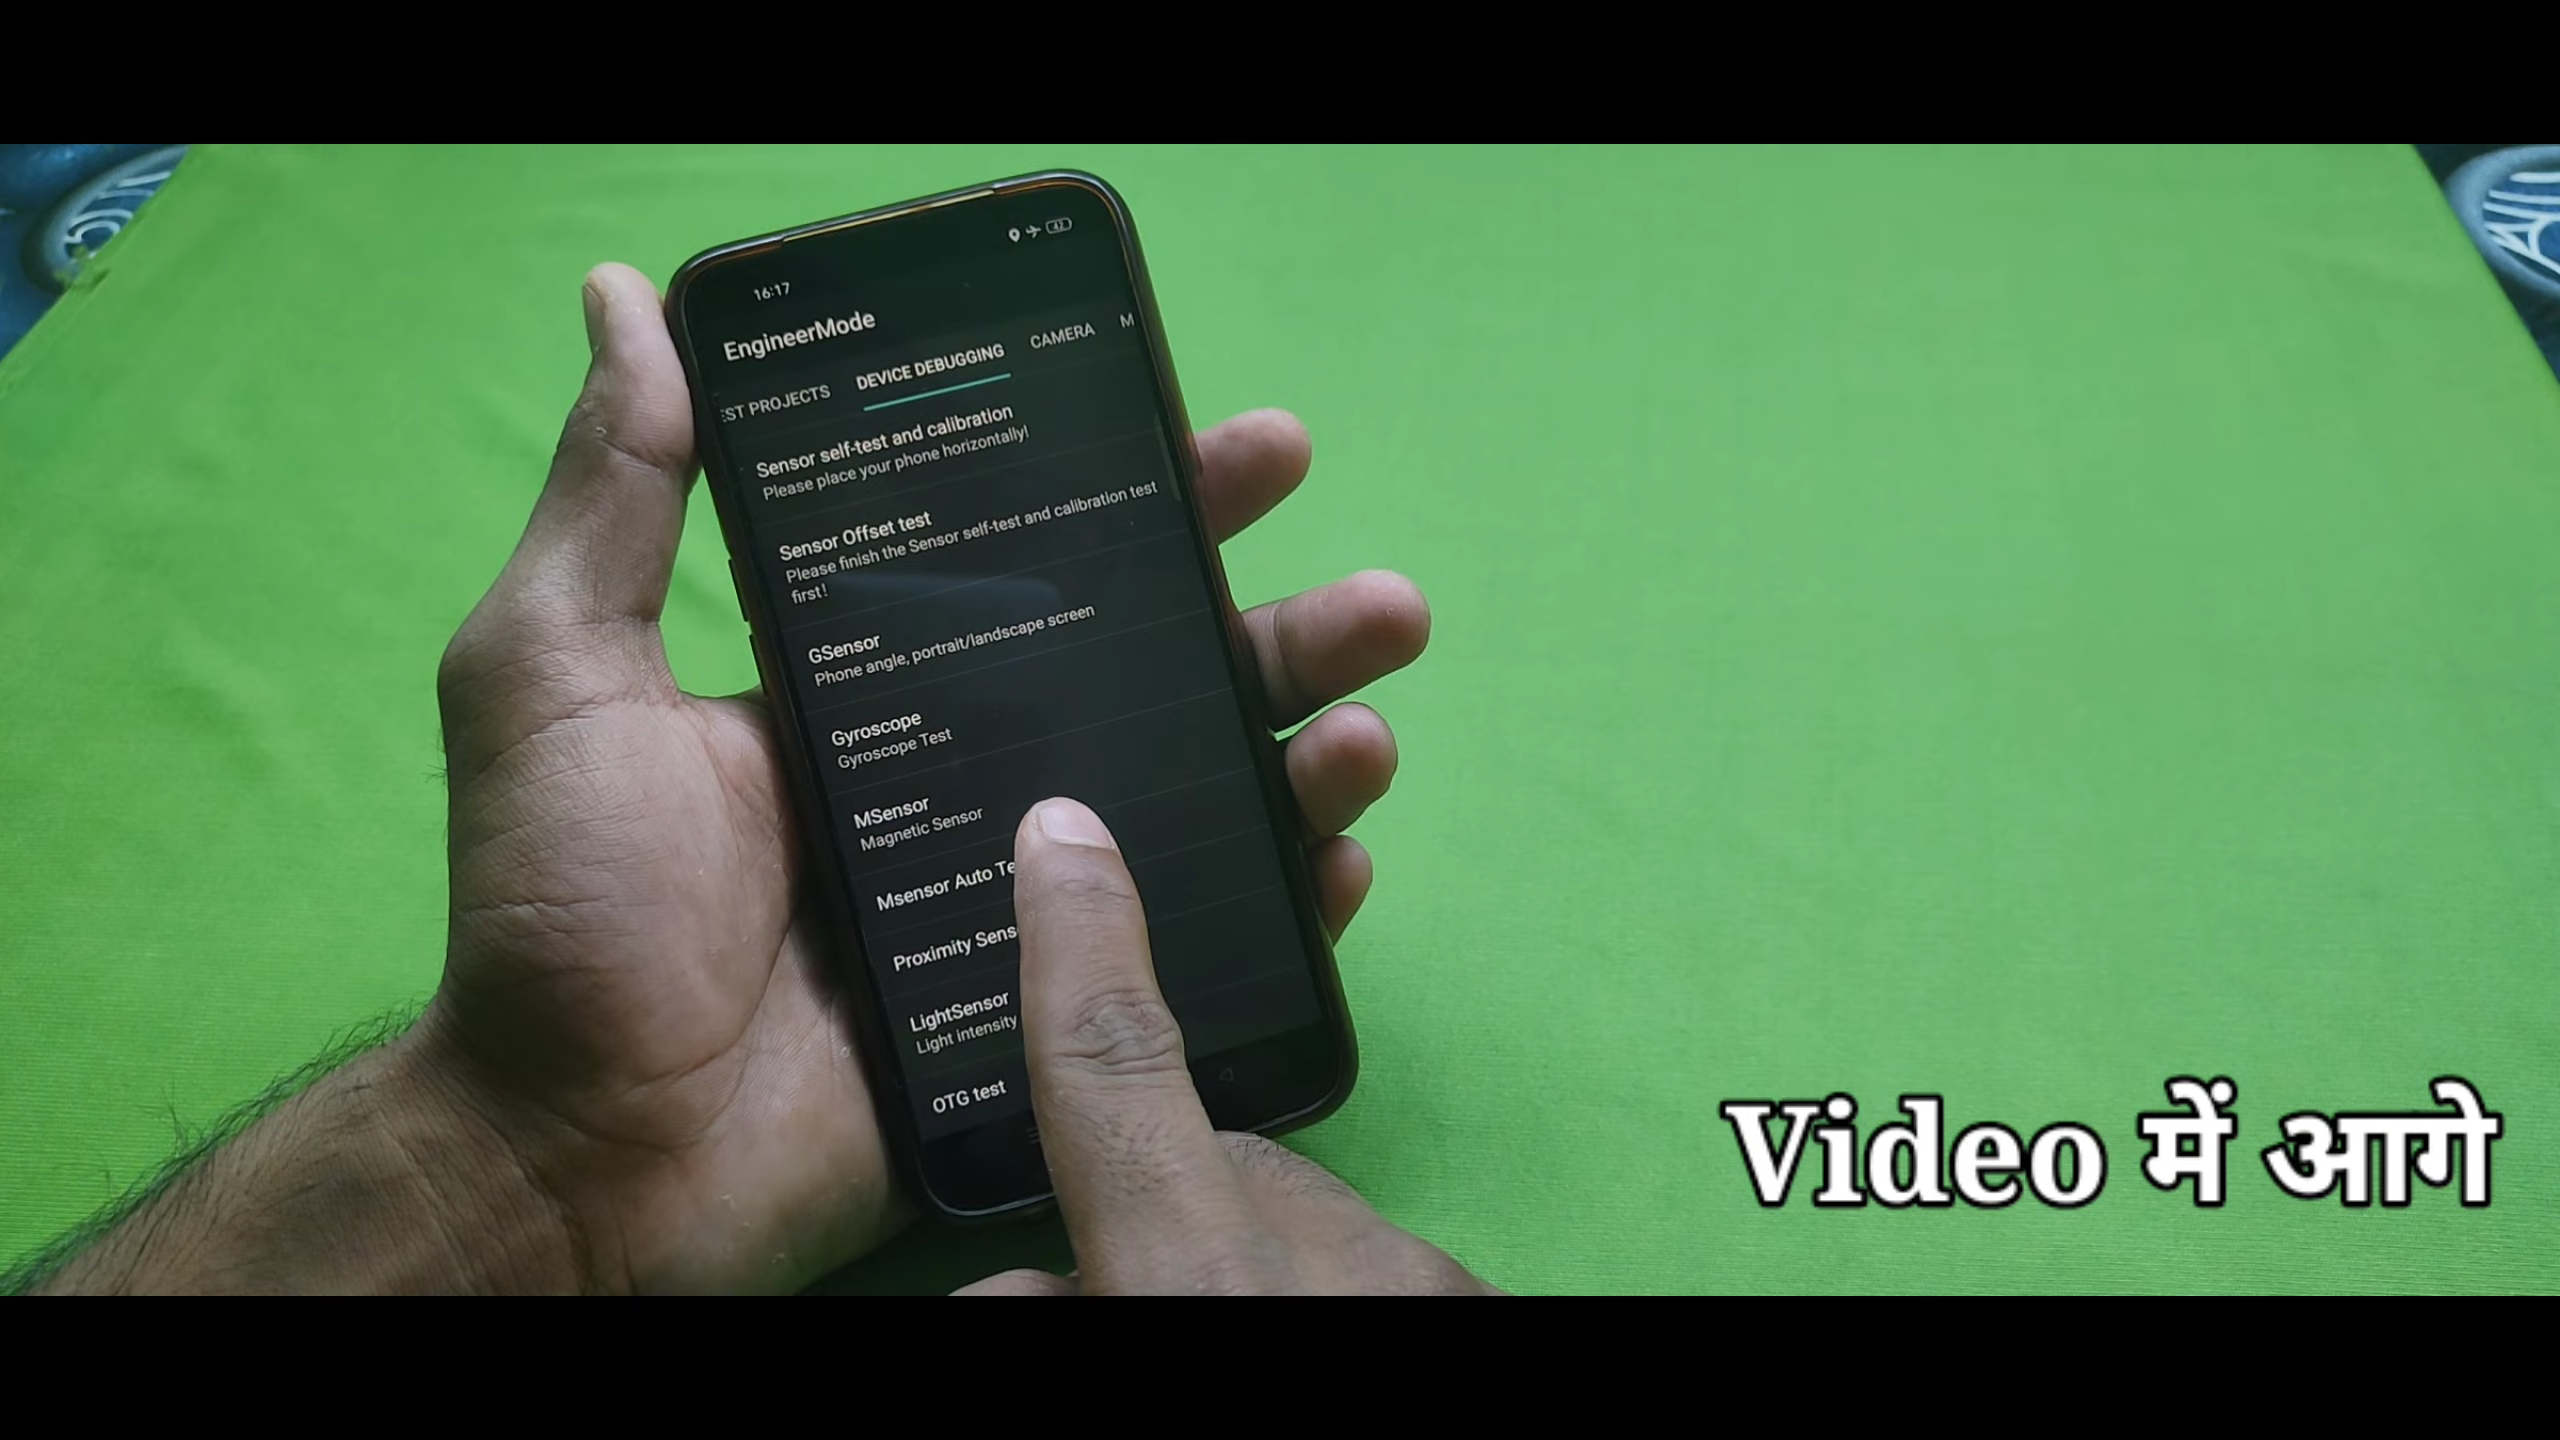 16:17
42
EngineerMode
EST PROJECTS DEVICE DEBUGGING CAMERA M
Sensor self-test and calibration
Please place your phone horizontally!
Sensor Offset test
Please finish the Sensor self-test and calibration test
first!
GSensor
Phone angle, portrait/landscape screen
Gyroscope
Gyroscope Test
MSensor
Magnetic Sensor
Msensor Auto Te
Proximity Sens
LightSensor
Light intensity
OTG test
Video में आगे